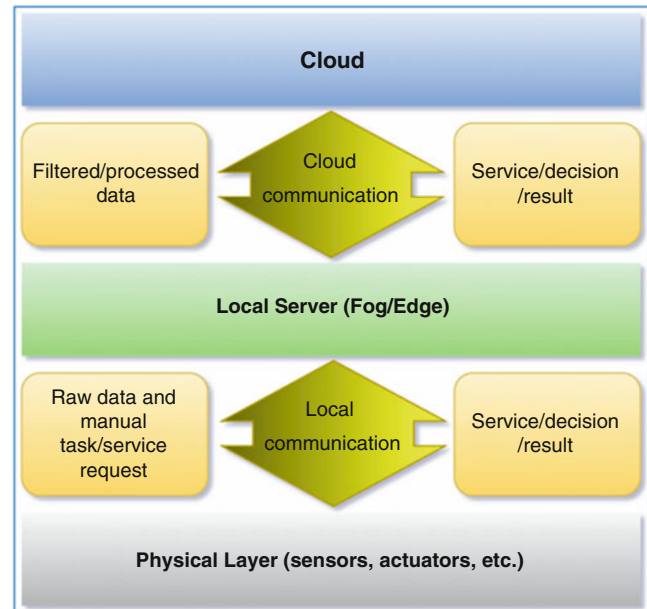 Cloud
Filtered/processed
data
Cloud
communication
Service/decision
/result
Local Server (Fog/Edge)
Raw data and
manual
task/service
request
Local
communication
Service/decision
/result
Physical Layer (sensors, actuators, etc.)